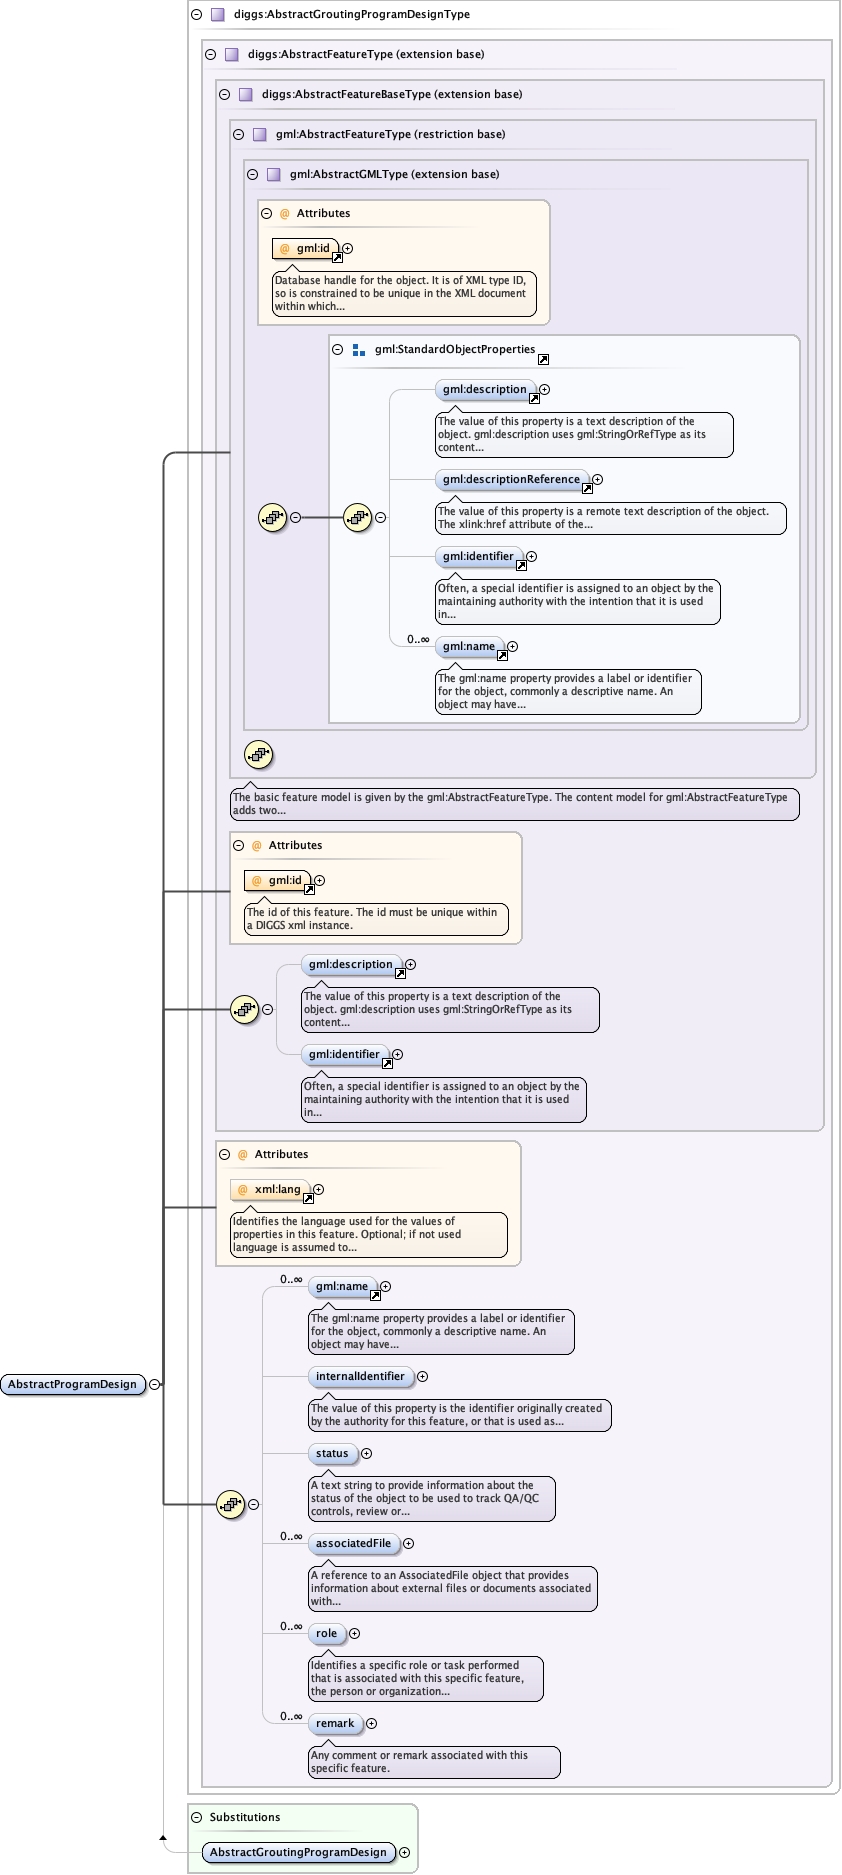 diggs:AbstractGroutingProgramDesignType
diggs:AbstractFeatureType (extension base)
diggs:AbstractFeatureBaseType (extension base)
gml:AbstractFeatureType (restriction base)
gml:AbstractGMLType (extension base)
@ Attributes
@ gml:id
Database handle for the object. It is of XML type ID,
so is constrained to be unique in the XML document
within which...
gml:StandardObjectProperties
gml:description
The value of this property is a text description of the
object. gml:description uses gml:StringOrRefType as its
content...
gml:descriptionReference
The value of this property is a remote text description of the object.
The xlink:href attribute of the...
gml:identifier
Often, a special identifier is assigned to an object by the
maintaining authority with the intention that it is used
in...
0..∞
gml:name
The gml:name property provides a label or identifier
for the object, commonly a descriptive name. An
object may have...
The basic feature model is given by the gml:AbstractFeatureType. The content model for gml:AbstractFeatureType
adds two...
@ Attributes
@ gml:id
The id of this feature. The id must be unique within
a DIGGS xml instance.
gml:description
The value of this property is a text description of the
object. gml:description uses gml:StringOrRefType as its
content...
gml:identifier
Often, a special identifier is assigned to an object by the
maintaining authority with the intention that it is used
in...
@ Attributes
@ xml:lang
Identifies the language used for the values of
properties in this feature. Optional; if not used
language is assumed to...
0..∞
gml:name
The gml:name property provides a label or identifier
for the object, commonly a descriptive name. An
object may have...
AbstractProgramDesign
internalIdentifier
The value of this property is the identifier originally created
by the authority for this feature, or that is used as...
status
A text string to provide information about the
status of the object to be used to track QA/QC
controls, review or...
0..∞
associatedFile
A reference to an AssociatedFile object that provides
information about external files or documents associated
with...
0..∞
role
Identifies a specific role or task performed
that is associated with this specific feature,
the person or organization...
0..∞
remark
Any comment or remark associated with this
specific feature.
Substitutions
AbstractGroutingProgramDesign